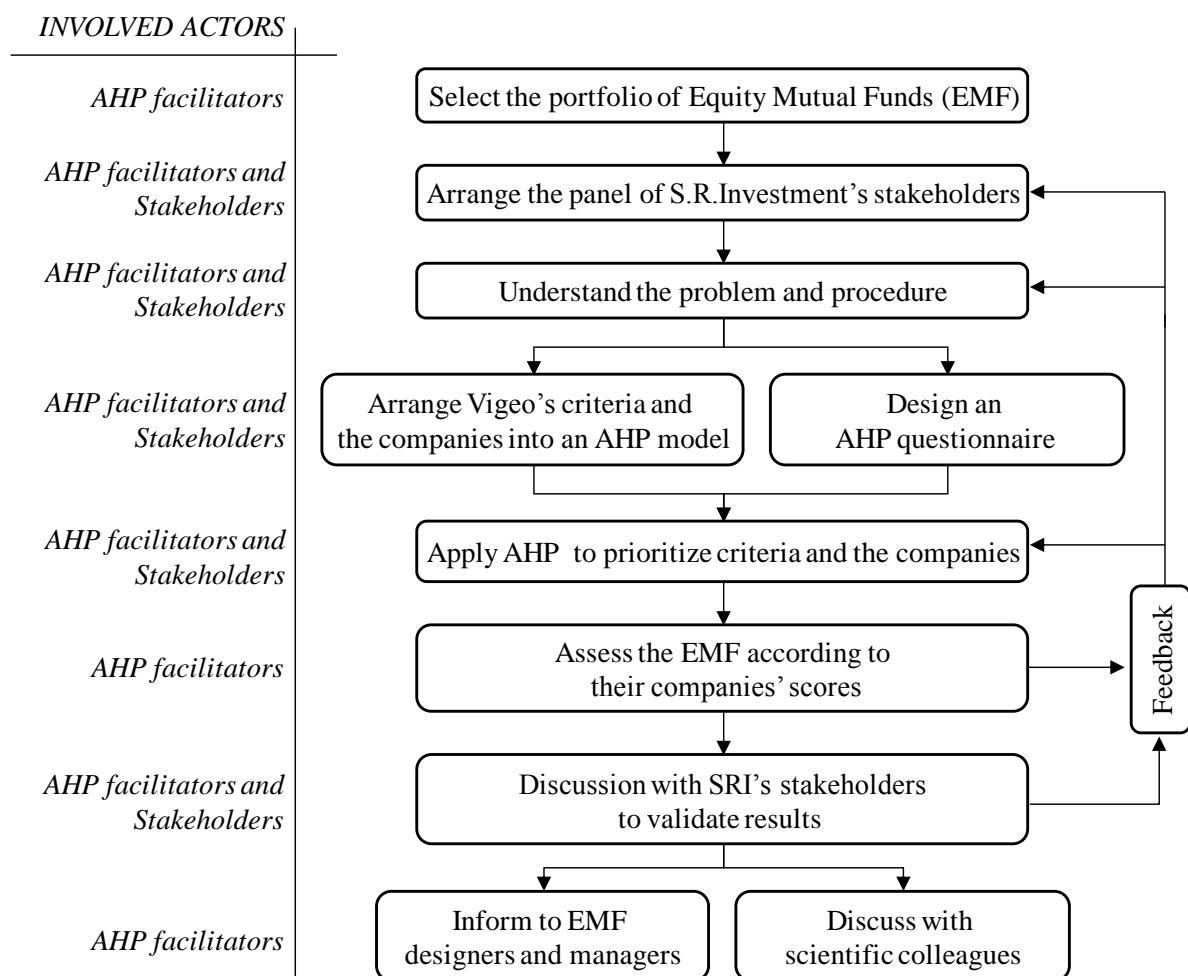 INVOLVED ACTORS
AHP facilitators
Select the portfolio of Equity Mutual Funds (EMF)
AHP facilitators and
Stakeholders
Arrange the panel of S.R.Investment's stakeholders
AHP facilitators and
Stakeholders
Understand the problem and procedure
AHP facilitators and
Stakeholders
Arrange Vigeo's criteria and
the companies into an AHP model
Design an
AHP questionnaire
AHP facilitators and
Stakeholders
Apply AHP to prioritize criteria and the companies
AHP facilitators
Assess the EMF according to
their companies' scores
Feedback
AHP facilitators and
Stakeholders
Discussion with SRI's stakeholders
to validate results
AHP facilitators
Inform to EMF
designers and managers
Discuss with
scientific colleagues